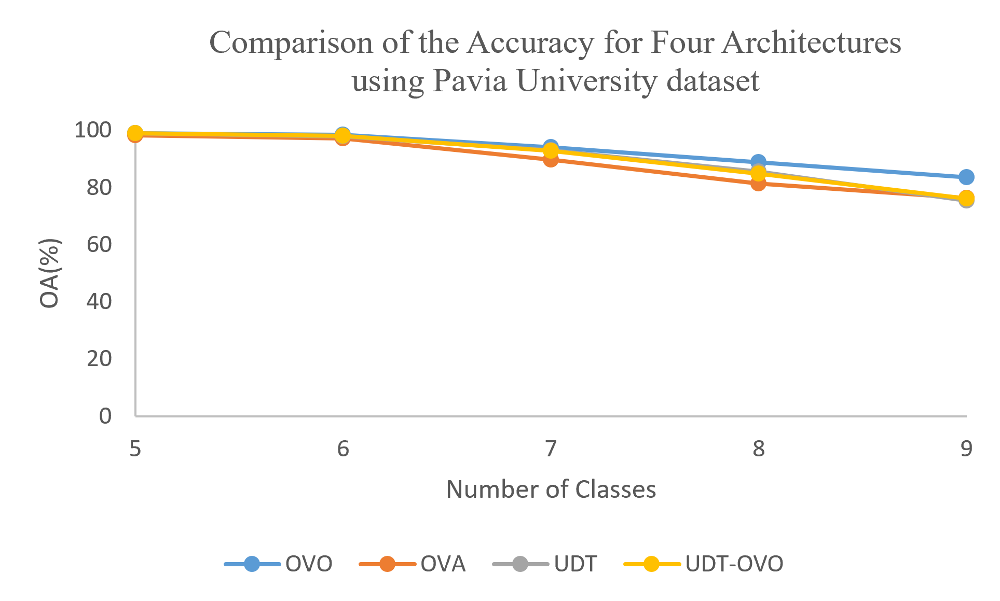 Comparison of the Accuracy for Four Architectures
using Pavia University dataset
100
80
60
40
20
0
OA(%)
5 6 7 8 9
Number of Classes
OVO OVA UDT UDT-OVO